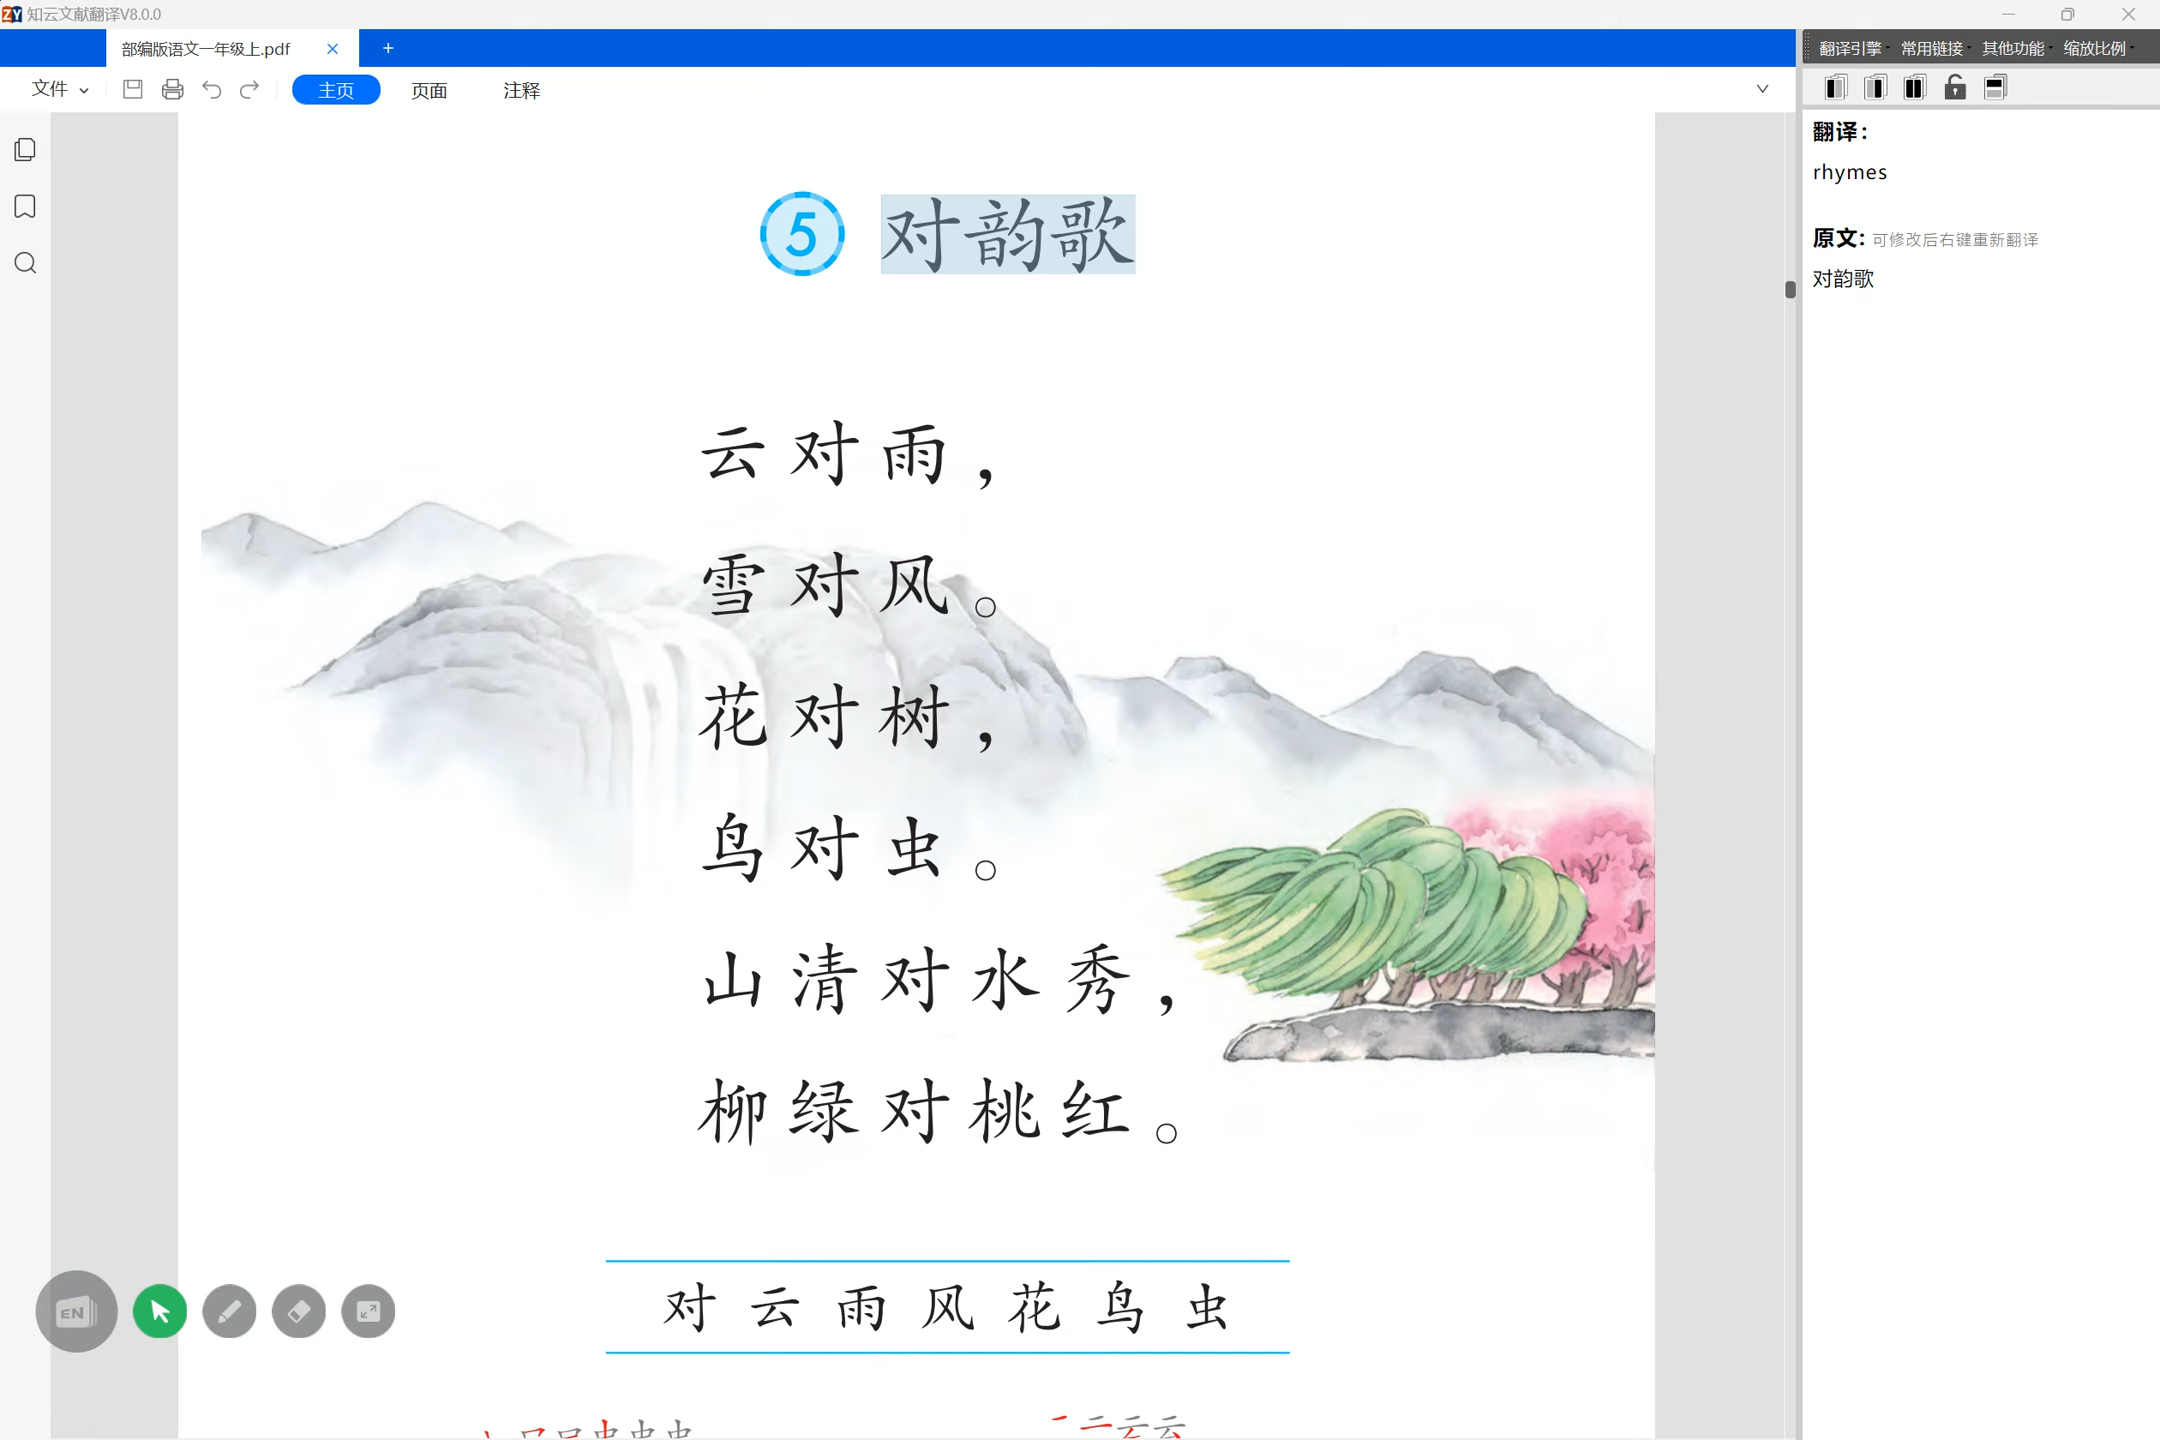 知云文献翻译V8.0.0
部编版语文一年级上.pdf
翻译引擎 常用链接 其他功能 缩放比例
文件 主页 页面 注释
翻译：
rhymes
原文: 可修改后右键重新翻译
对韵歌
5 对韵歌
云对雨，
雪对风。
花对树，
鸟对虫。
山清对水秀，
柳绿对桃红。
对 云 雨 风 花 鸟 虫
EN